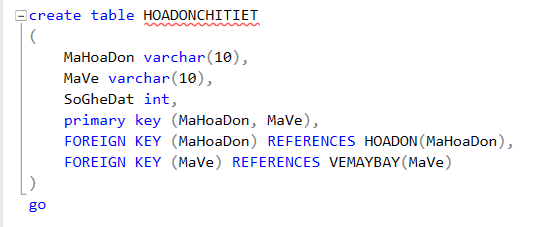 create table HOADONCHITIET
(
MaHoaDon varchar(10),
MaVe varchar(10),
SoGheDat int,
primary key (MaHoaDon, MaVe),
FOREIGN KEY (MaHoaDon) REFERENCES HOADON(MaHoaDon),
FOREIGN KEY (MaVe) REFERENCES VEMAYBAY(MaVe)
)
go